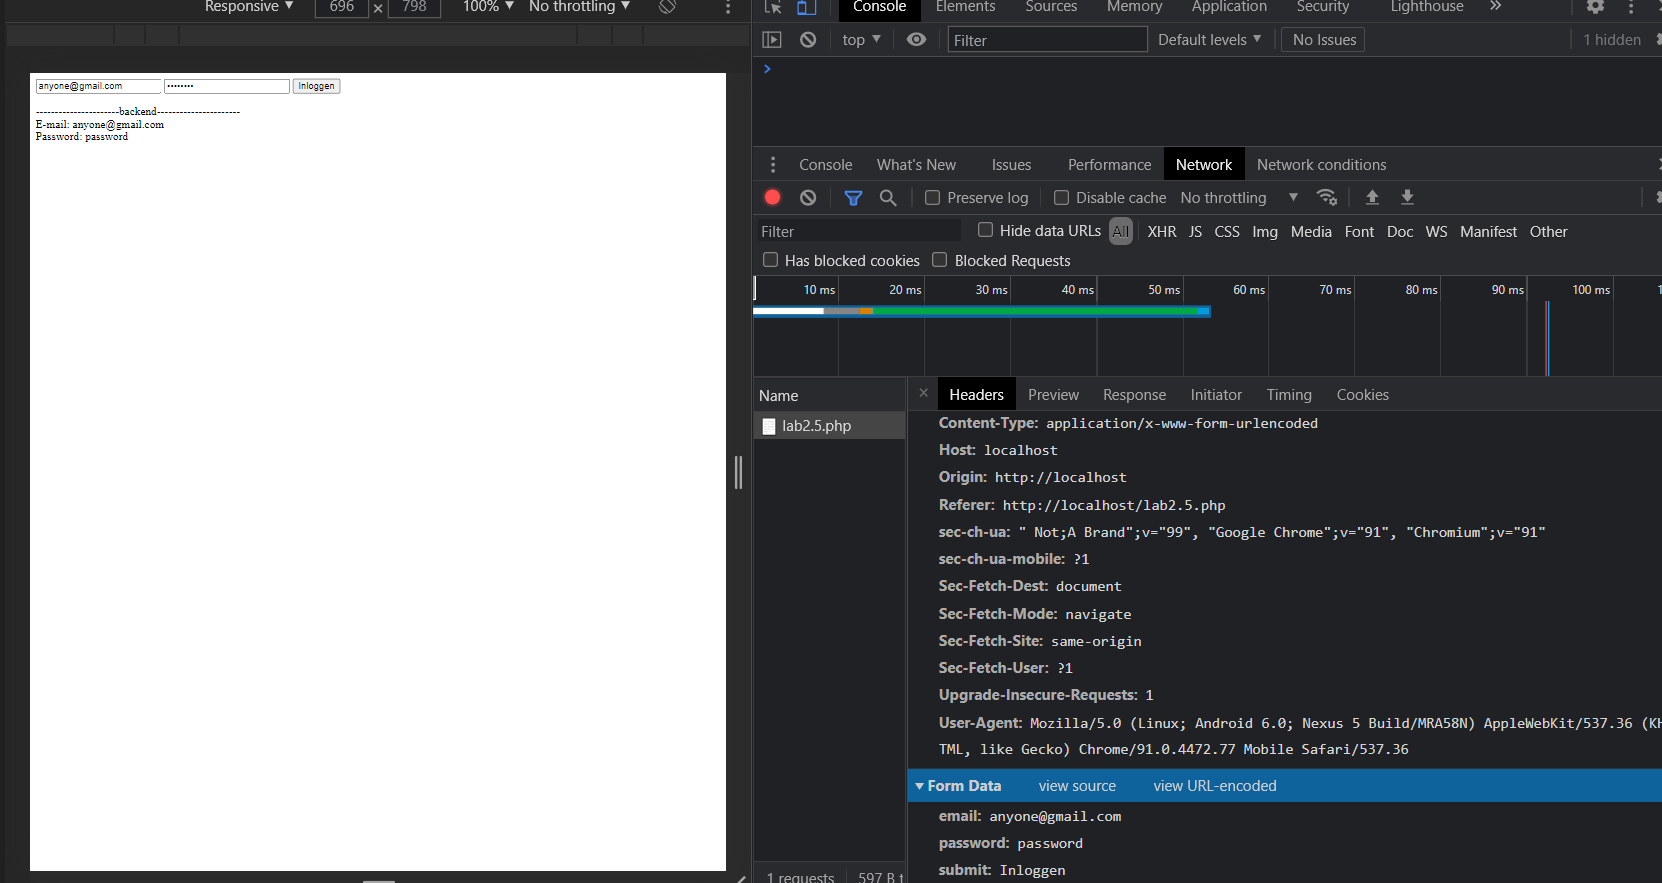 Responsive ▼ 696 × 798 100% ▼ No throttling ▼
anyone@gmail.com •••••••• Inloggen
----------------------backend----------------------
E-mail: anyone@gmail.com
Password: password
Console Elements Sources Memory Application Security Lighthouse »
top ▼ Filter Default levels ▼ No Issues 1 hidden
>
Console What's New Issues Performance Network Network conditions
Preserve log Disable cache No throttling ▼
Filter Hide data URLs All XHR JS CSS Img Media Font Doc WS Manifest Other
Has blocked cookies Blocked Requests
10 ms 20 ms 30 ms 40 ms 50 ms 60 ms 70 ms 80 ms 90 ms 100 ms
Name
lab2.5.php
× Headers Preview Response Initiator Timing Cookies
Content-Type: application/x-www-form-urlencoded
Host: localhost
Origin: http://localhost
Referer: http://localhost/lab2.5.php
sec-ch-ua: " Not;A Brand";v="99", "Google Chrome";v="91", "Chromium";v="91"
sec-ch-ua-mobile: ?1
Sec-Fetch-Dest: document
Sec-Fetch-Mode: navigate
Sec-Fetch-Site: same-origin
Sec-Fetch-User: ?1
Upgrade-Insecure-Requests: 1
User-Agent: Mozilla/5.0 (Linux; Android 6.0; Nexus 5 Build/MRA58N) AppleWebKit/537.36 (KH
TML, like Gecko) Chrome/91.0.4472.77 Mobile Safari/537.36
▼ Form Data view source view URL-encoded
email: anyone@gmail.com
password: password
submit: Inloggen
1 requests 597 B t